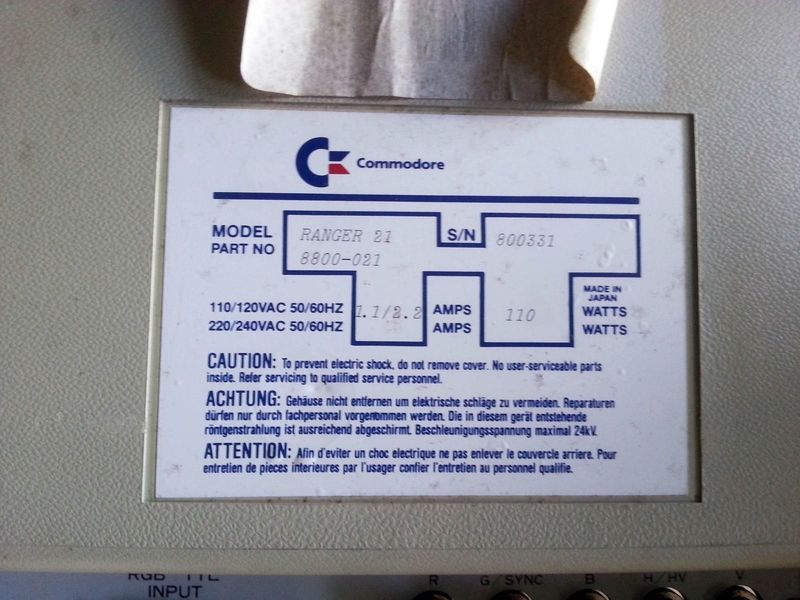 Commodore
MODEL RANGER 21 S/N 800331
PART NO 8800-021
MADE IN
JAPAN
110/120VAC 50/60HZ 1.1/2.2 AMPS 110 WATTS
220/240VAC 50/60HZ AMPS WATTS
CAUTION: To prevent electric shock, do not remove cover. No user-serviceable parts
inside. Refer servicing to qualified service personnel.
ACHTUNG: Gehäuse nicht entfernen um elektrische schläge zu vermeiden. Reparaturen
dürfen nur durch fachpersonal vorgenommen werden. Die in diesem gerät entstehende
röntgenstrahlung ist ausreichend abgeschirmt. Beschleunigungsspannung maximal 24kV.
ATTENTION: Afin d'eviter un choc electrique ne pas enlever le couvercle arriere. Pour
entretien de pieces interieures par l'usager confier l'entretien au personnel qualifie.
RGB TTL
INPUT
R G/SYNC B H/HV V